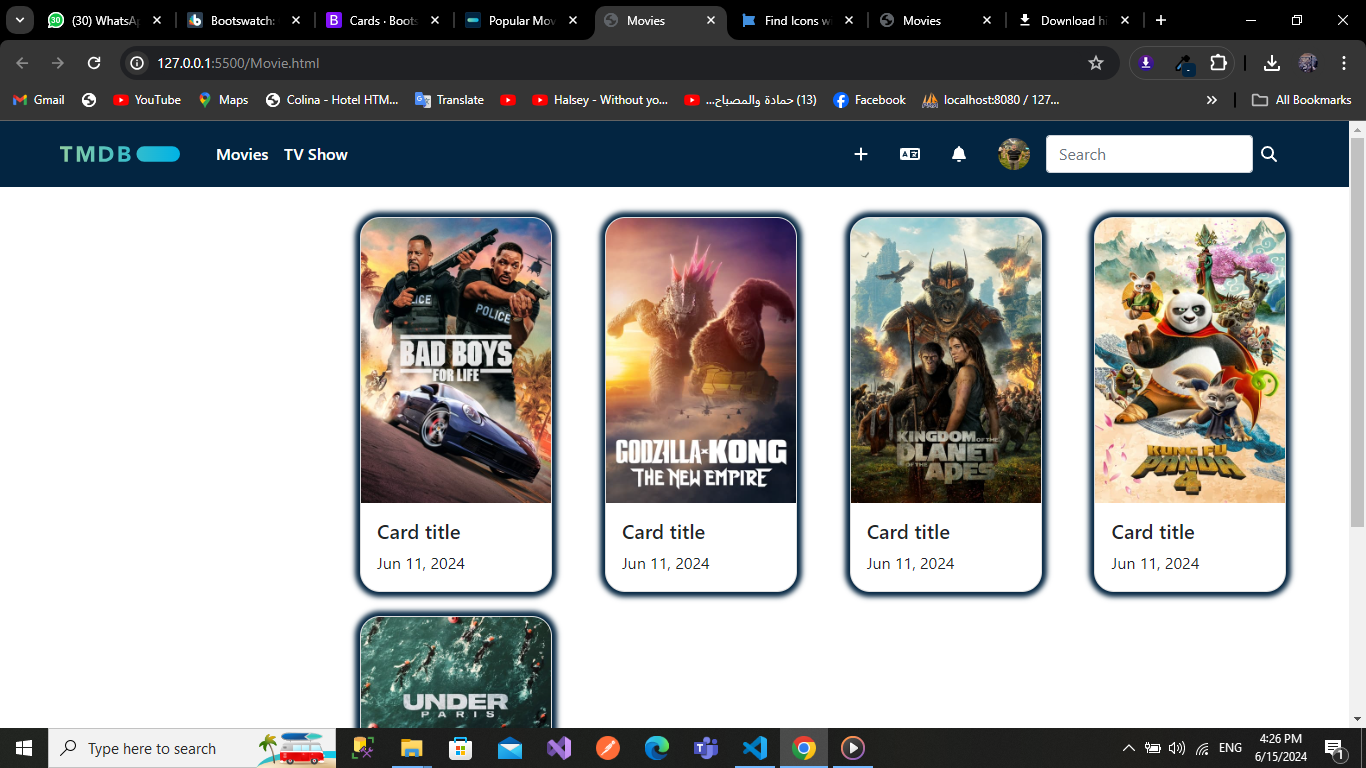 30
(30) WhatsA
Bootswatch:
Cards · Boots
Popular Mov
Movies
Find Icons w
Movies
Download hi
127.0.0.1:5500/Movie.html
Gmail
YouTube
Maps
Colina - Hotel HTM...
Translate
Halsey - Without yo...
(13) حمادة والمصباح...
Facebook
localhost:8080 / 127...
All Bookmarks
TMDB
Movies
TV Show
Search
POLICE
POLICE
BAD BOYS
FOR LIFE
GODZILLA x KONG
THE NEW EMPIRE
KINGDOM OF THE
PLANET
OF THE APES
KUNG FU
PANDA
4
Card title
Jun 11, 2024
Card title
Jun 11, 2024
Card title
Jun 11, 2024
Card title
Jun 11, 2024
UNDER
PARIS
Type here to search
ENG
4:26 PM
6/15/2024
1